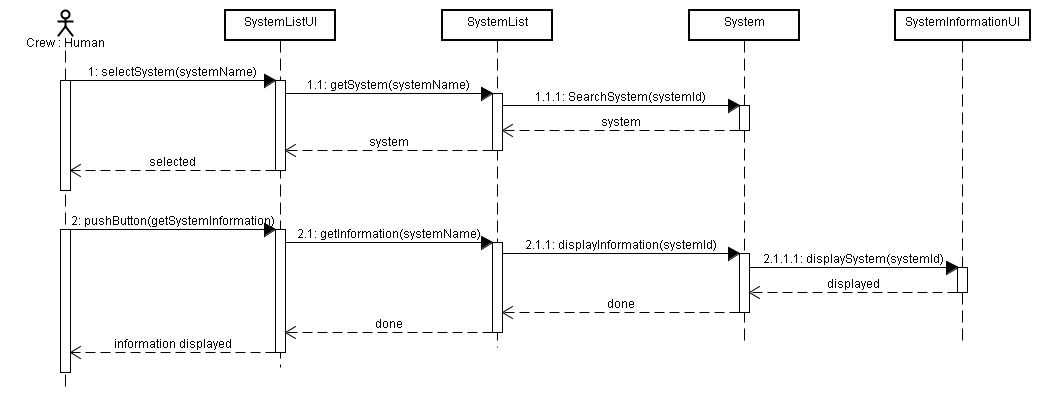 SystemListUI
SystemList
System
SystemInformationUI
Crew : Human
1: selectSystem(systemName)
1.1: getSystem(systemName)
1.1.1: SearchSystem(systemId)
system
system
selected
2: pushButton(getSystemInformation)
2.1: getInformation(systemName)
2.1.1: displayInformation(systemId)
2.1.1.1: displaySystem(systemId)
displayed
done
done
information displayed